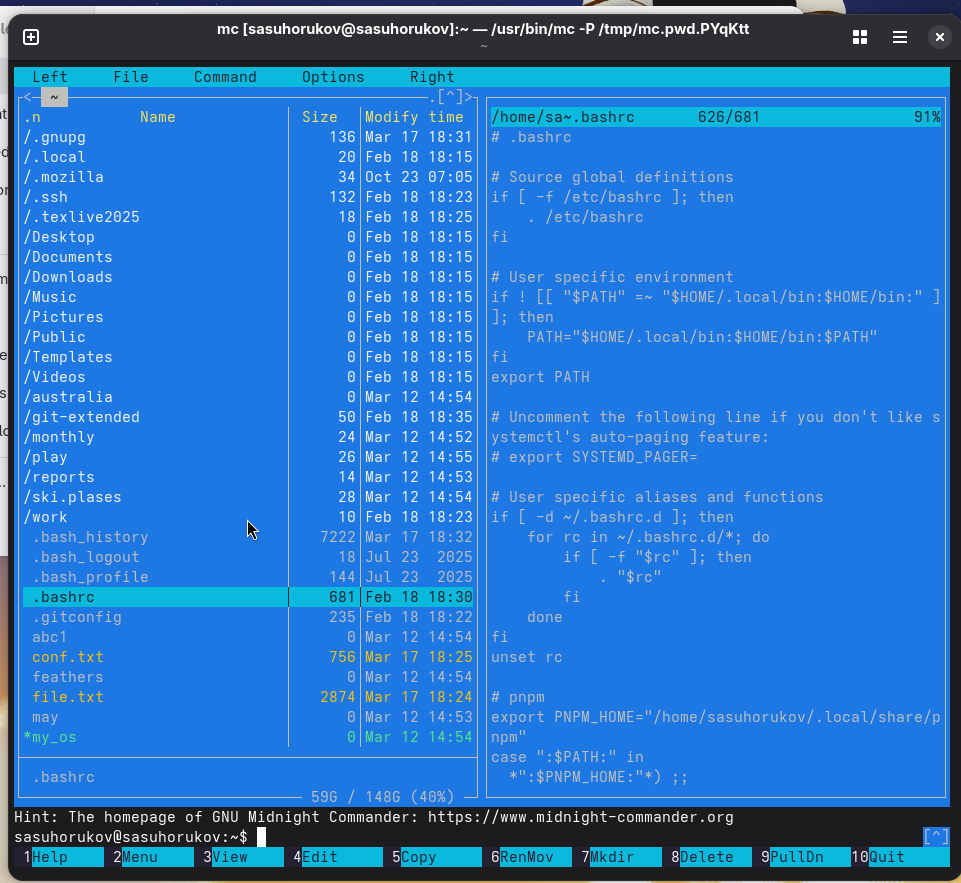 mc [sasuhorukov@sasuhorukov]:~ — /usr/bin/mc -P /tmp/mc.pwd.PYqKtt
~
Left File Command Options Right
<─ ~ .[^]>
.n Name Size Modify time
/.gnupg 136 Mar 17 18:31
/.local 20 Feb 18 18:15
/.mozilla 34 Oct 23 07:05
/.ssh 132 Feb 18 18:23
/.texlive2025 18 Feb 18 18:25
/Desktop 0 Feb 18 18:15
/Documents 0 Feb 18 18:15
/Downloads 0 Feb 18 18:15
/Music 0 Feb 18 18:15
/Pictures 0 Feb 18 18:15
/Public 0 Feb 18 18:15
/Templates 0 Feb 18 18:15
/Videos 0 Feb 18 18:15
/australia 0 Mar 12 14:54
/git-extended 50 Feb 18 18:35
/monthly 24 Mar 12 14:52
/play 26 Mar 12 14:55
/reports 14 Mar 12 14:53
/ski.plases 28 Mar 12 14:54
/work 10 Feb 18 18:23
.bash_history 7222 Mar 17 18:32
.bash_logout 18 Jul 23 2025
.bash_profile 144 Jul 23 2025
.bashrc 681 Feb 18 18:30
.gitconfig 235 Feb 18 18:22
abc1 0 Mar 12 14:54
conf.txt 756 Mar 17 18:25
feathers 0 Mar 12 14:54
file.txt 2874 Mar 17 18:24
may 0 Mar 12 14:53
*my_os 0 Mar 12 14:54
.bashrc
59G / 148G (40%)
/home/sa~.bashrc 626/681 91%
# .bashrc
# Source global definitions
if [ -f /etc/bashrc ]; then
    . /etc/bashrc
fi
# User specific environment
if ! [[ "$PATH" =~ "$HOME/.local/bin:$HOME/bin:" ]
]; then
    PATH="$HOME/.local/bin:$HOME/bin:$PATH"
fi
export PATH
# Uncomment the following line if you don't like s
ystemctl's auto-paging feature:
# export SYSTEMD_PAGER=
# User specific aliases and functions
if [ -d ~/.bashrc.d ]; then
    for rc in ~/.bashrc.d/*; do
        if [ -f "$rc" ]; then
            . "$rc"
        fi
    done
fi
unset rc
# pnpm
export PNPM_HOME="/home/sasuhorukov/.local/share/p
npm"
case ":$PATH:" in
  *":$PNPM_HOME:"*) ;;
Hint: The homepage of GNU Midnight Commander: https://www.midnight-commander.org
sasuhorukov@sasuhorukov:~$ [^]
1Help 2Menu 3View 4Edit 5Copy 6RenMov 7Mkdir 8Delete 9PullDn 10Quit